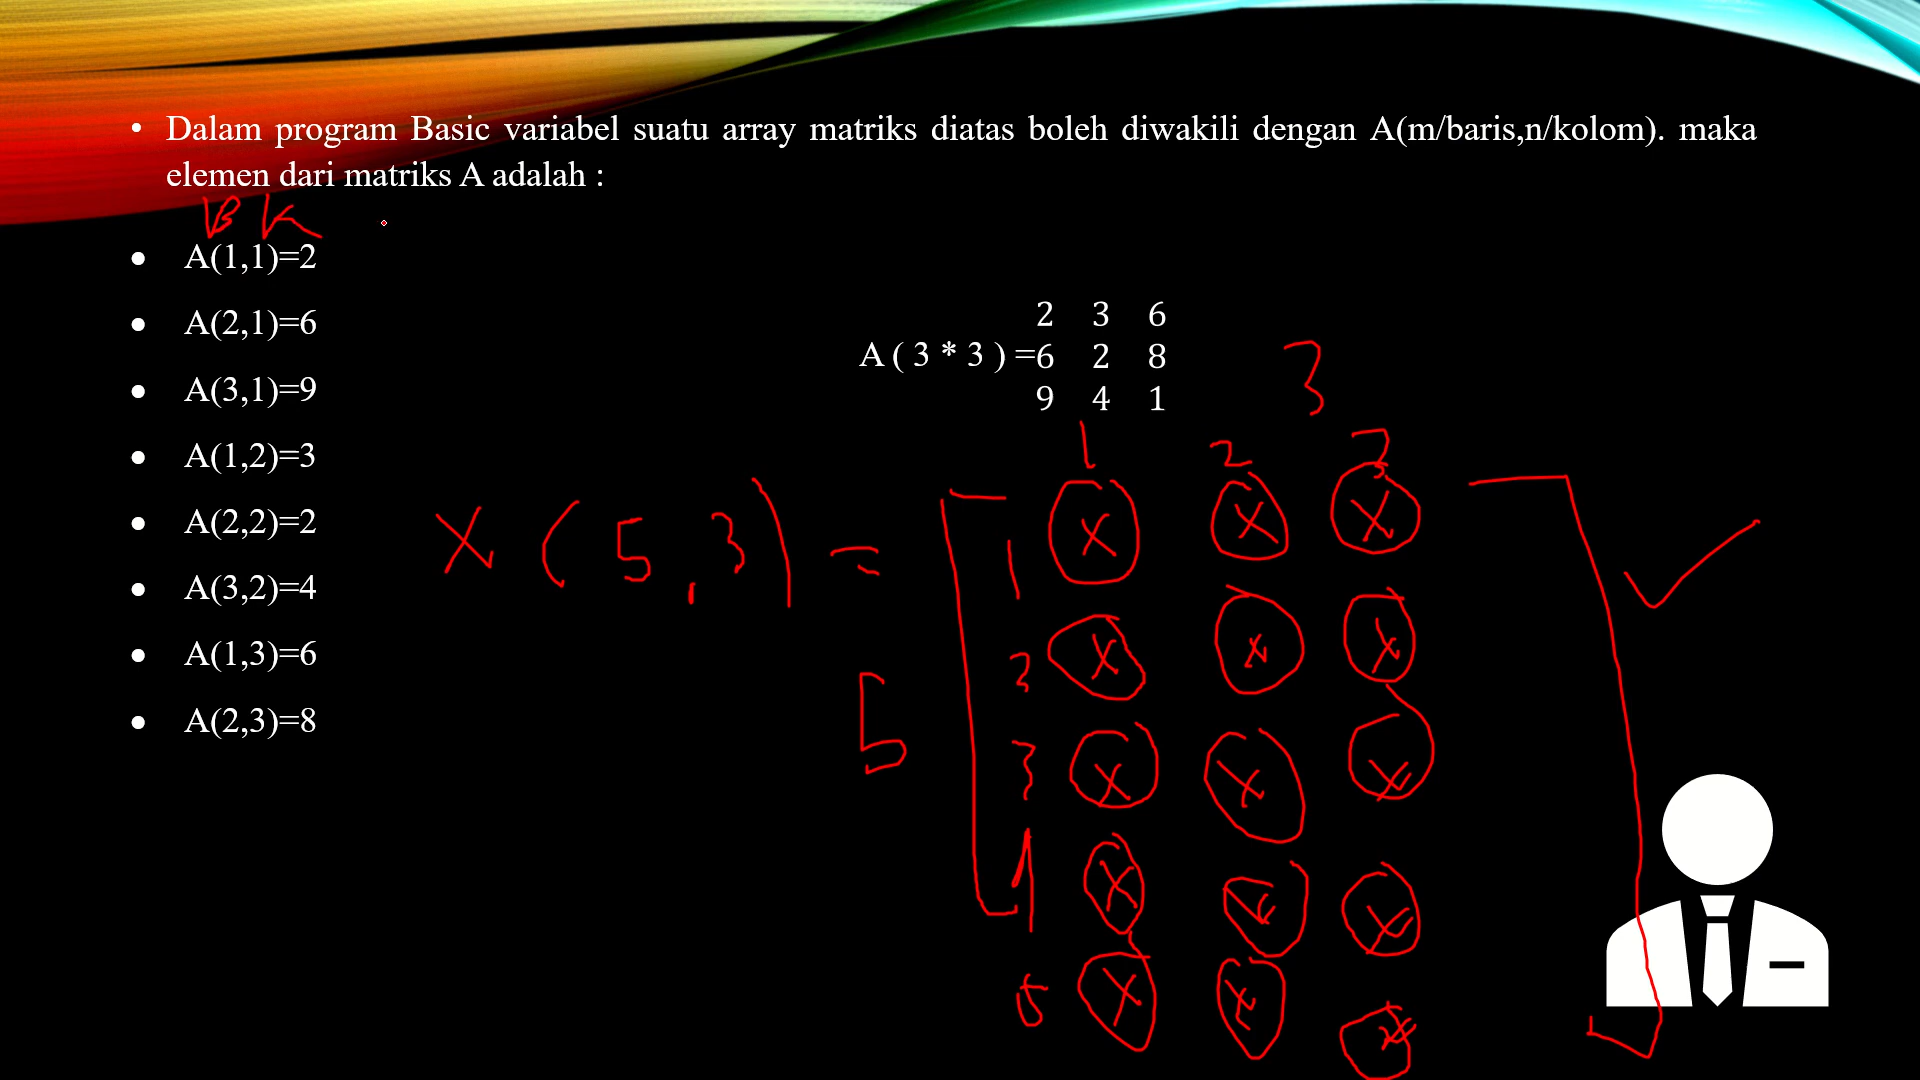 • Dalam program Basic variabel suatu array matriks diatas boleh diwakili dengan A(m/baris,n/kolom). maka
elemen dari matriks A adalah :
B K
• A(1,1)=2
• A(2,1)=6
• A(3,1)=9
• A(1,2)=3
• A(2,2)=2
• A(3,2)=4
• A(1,3)=6
• A(2,3)=8
2 3 6
A ( 3 * 3 ) =6 2 8
9 4 1
3
1 2 3
X ( 5 , 3 ) =
5
1 X X X
2 X X X
3 X X X
4 X X X
5 X X X